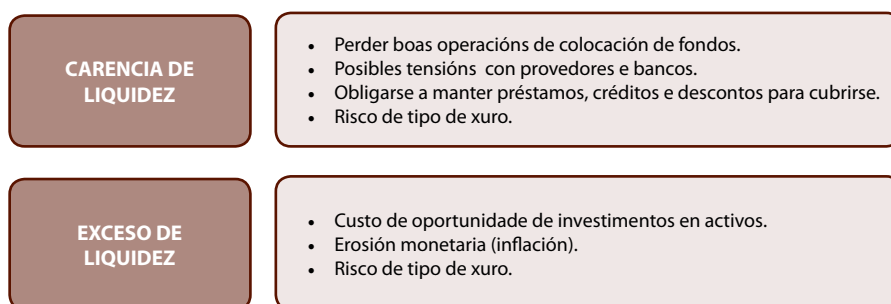 CARENCIA DE
LIQUIDEZ
• Perder boas operacións de colocación de fondos.
• Posibles tensións con provedores e bancos.
• Obligarse a manter préstamos, créditos e descontos para cubrirse.
• Risco de tipo de xuro.
EXCESO DE
LIQUIDEZ
• Custo de oportunidade de investimentos en activos.
• Erosión monetaria (inflación).
• Risco de tipo de xuro.